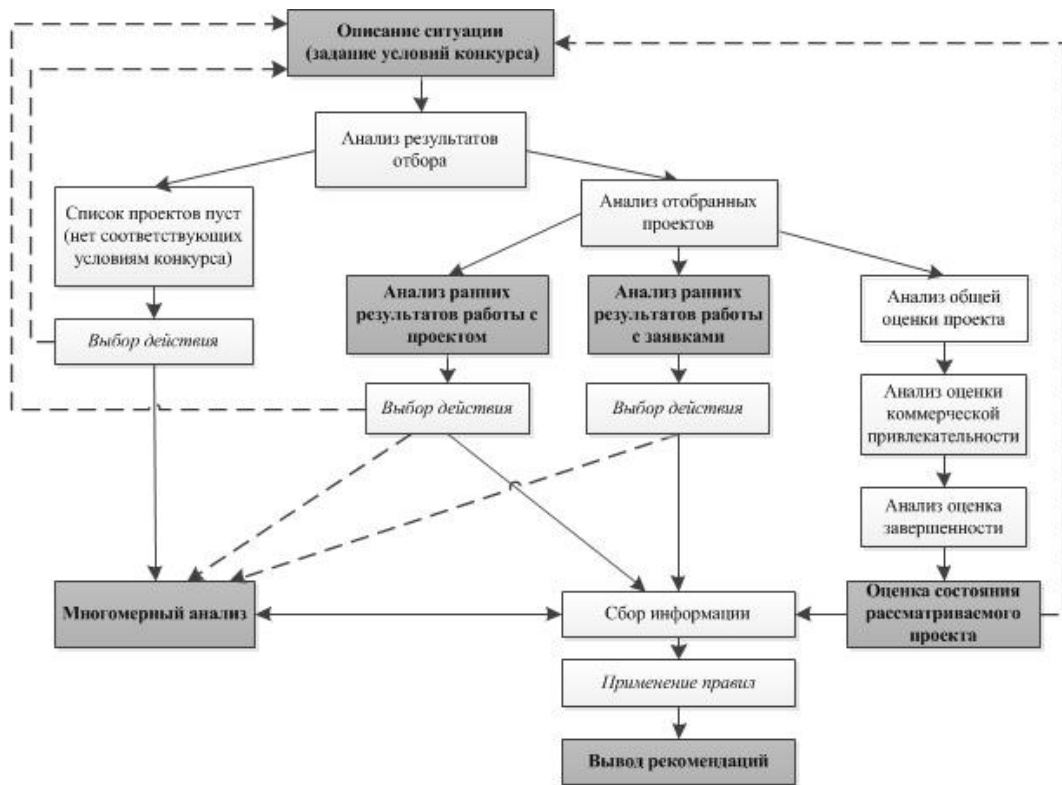 Описание ситуации
(задание условий конкурса)
Анализ результатов
отбора
Список проектов пуст
(нет соответствующих
условиям конкурса)
Анализ отобранных
проектов
Анализ ранних
результатов работы с
проектом
Анализ ранних
результатов работы
с заявками
Анализ общей
оценки проекта
Выбор действия
Выбор действия
Выбор действия
Анализ оценки
коммерческой
привлекательности
Анализ оценка
завершенности
Многомерный анализ
Сбор информации
Оценка состояния
рассматриваемого
проекта
Применение правил
Вывод рекомендаций